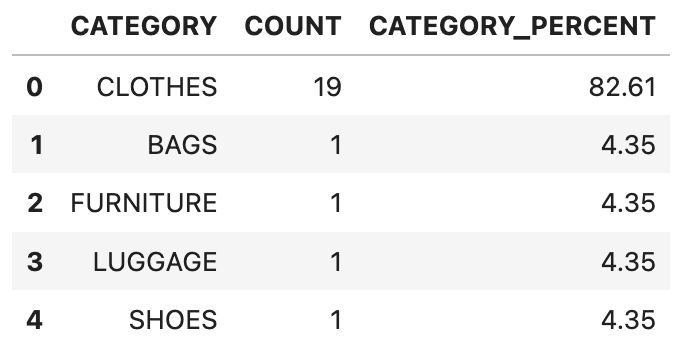 CATEGORY COUNT CATEGORY_PERCENT
0 CLOTHES 19 82.61
1 BAGS 1 4.35
2 FURNITURE 1 4.35
3 LUGGAGE 1 4.35
4 SHOES 1 4.35